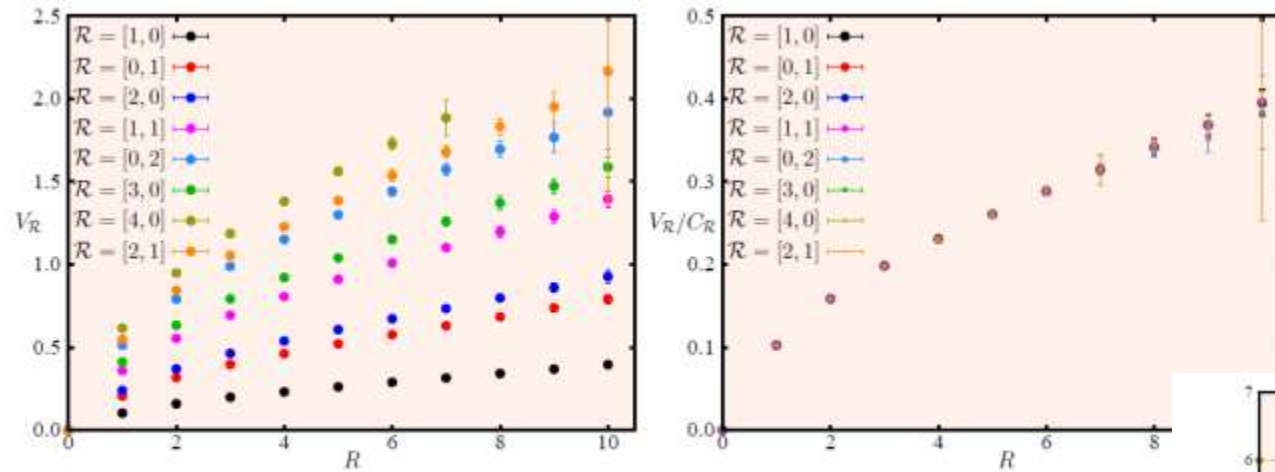 2.5
2.0
1.5
1.0
0.5
0.0
V_ℛ
ℛ = [1, 0]
ℛ = [0, 1]
ℛ = [2, 0]
ℛ = [1, 1]
ℛ = [0, 2]
ℛ = [3, 0]
ℛ = [4, 0]
ℛ = [2, 1]
0 2 4 6 8 10
R
0.5
0.4
0.3
0.2
0.1
0.0
V_ℛ/C_ℛ
ℛ = [1, 0]
ℛ = [0, 1]
ℛ = [2, 0]
ℛ = [1, 1]
ℛ = [0, 2]
ℛ = [3, 0]
ℛ = [4, 0]
ℛ = [2, 1]
0 2 4 6 8
R
7
6